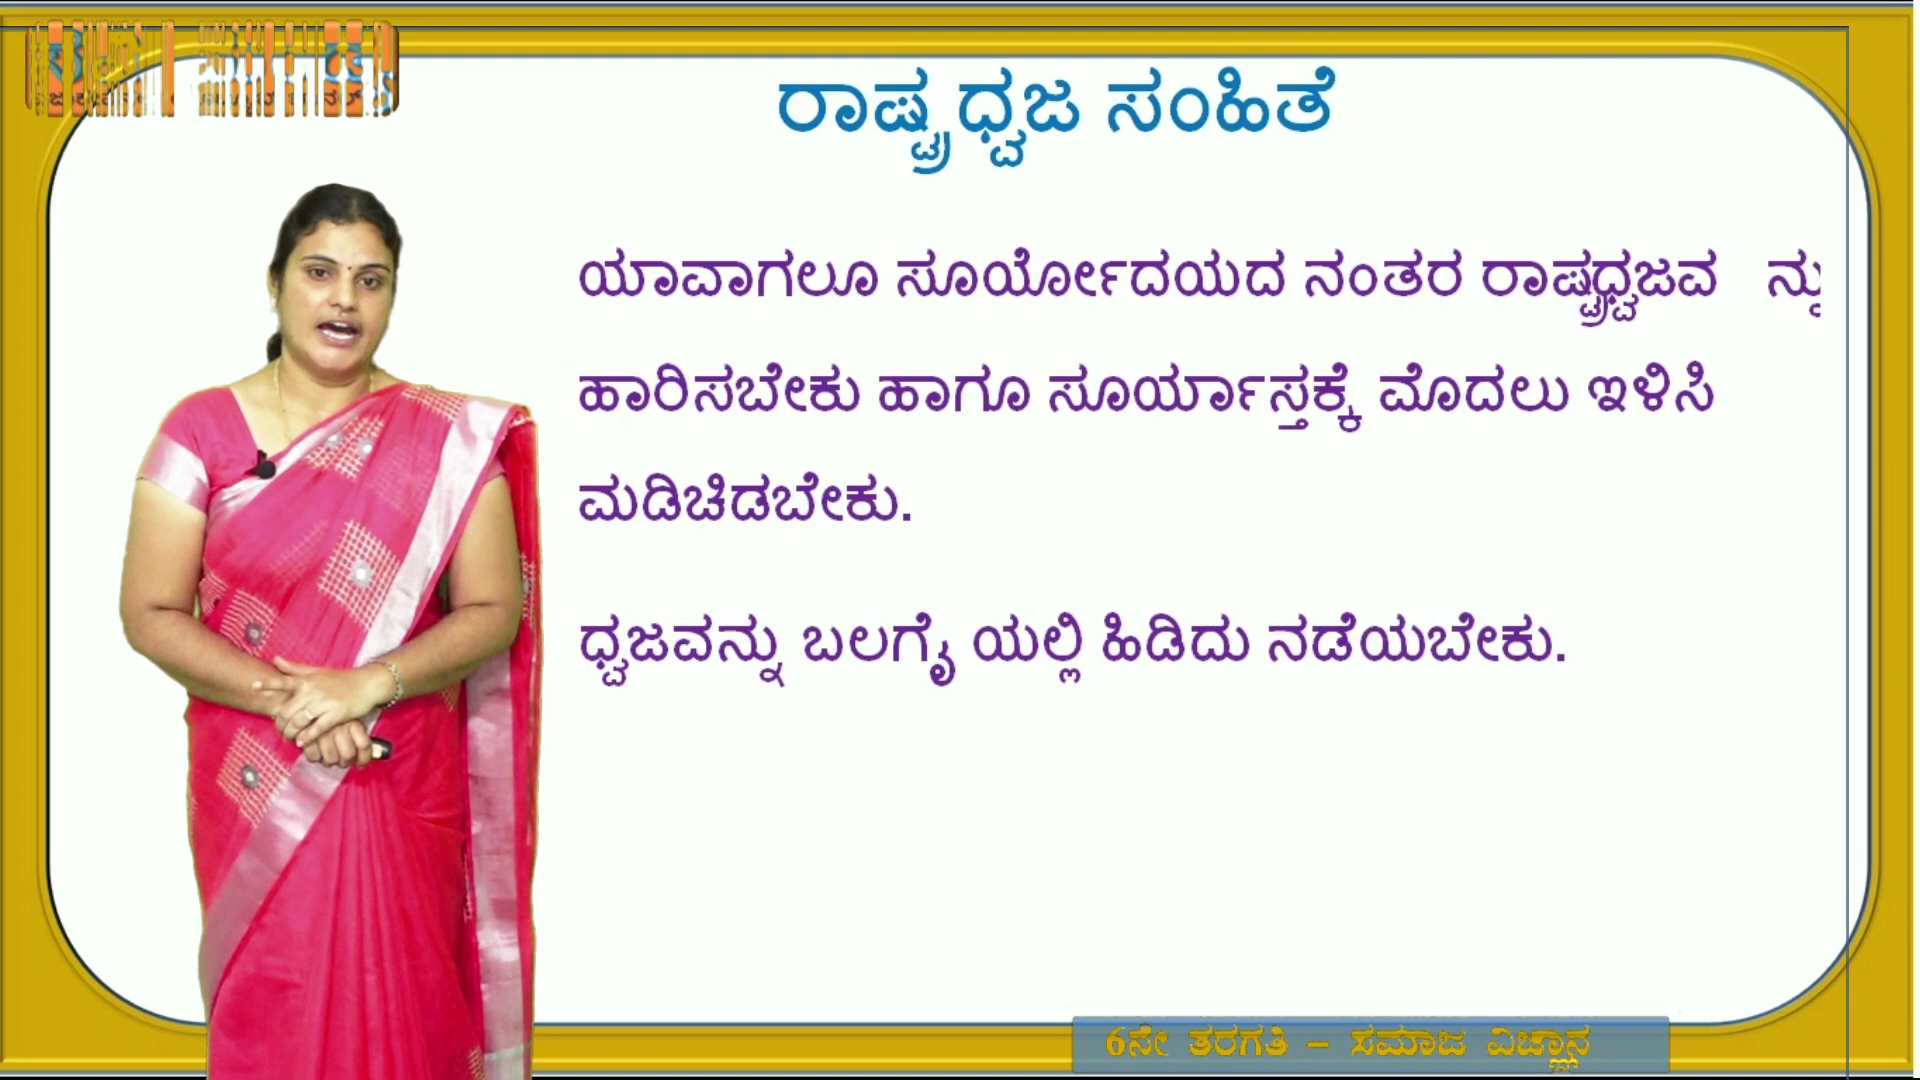 ರಾಷ್ಟ್ರಧ್ವಜ ಸಂಹಿತೆ
ಯಾವಾಗಲೂ ಸೂರ್ಯೋದಯದ ನಂತರ ರಾಷ್ಟ್ರಧ್ವಜವ ನ್ನು
ಹಾರಿಸಬೇಕು ಹಾಗೂ ಸೂರ್ಯಾಸ್ತಕ್ಕೆ ಮೊದಲು ಇಳಿಸಿ
ಮಡಿಚಿಡಬೇಕು.
ಧ್ವಜವನ್ನು ಬಲಗೈ ಯಲ್ಲಿ ಹಿಡಿದು ನಡೆಯಬೇಕು.
6ನೇ ತರಗತಿ – ಸಮಾಜ ವಿಜ್ಞಾನ